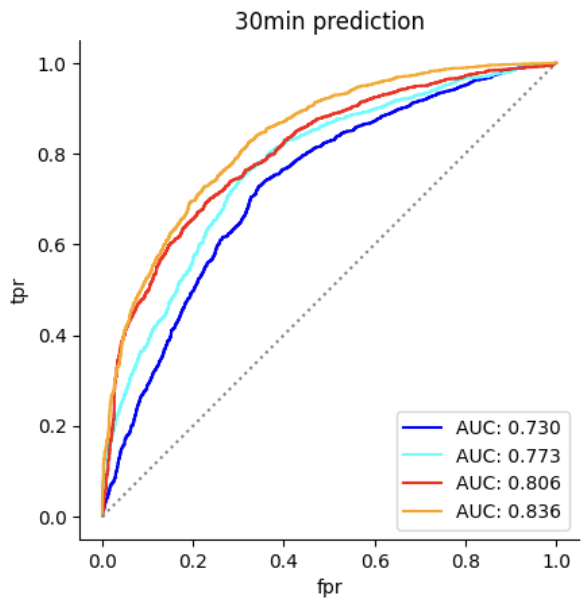 30min prediction
tpr
1.0
0.8
0.6
0.4
0.2
0.0
AUC: 0.730
AUC: 0.773
AUC: 0.806
AUC: 0.836
0.0 0.2 0.4 0.6 0.8 1.0
fpr